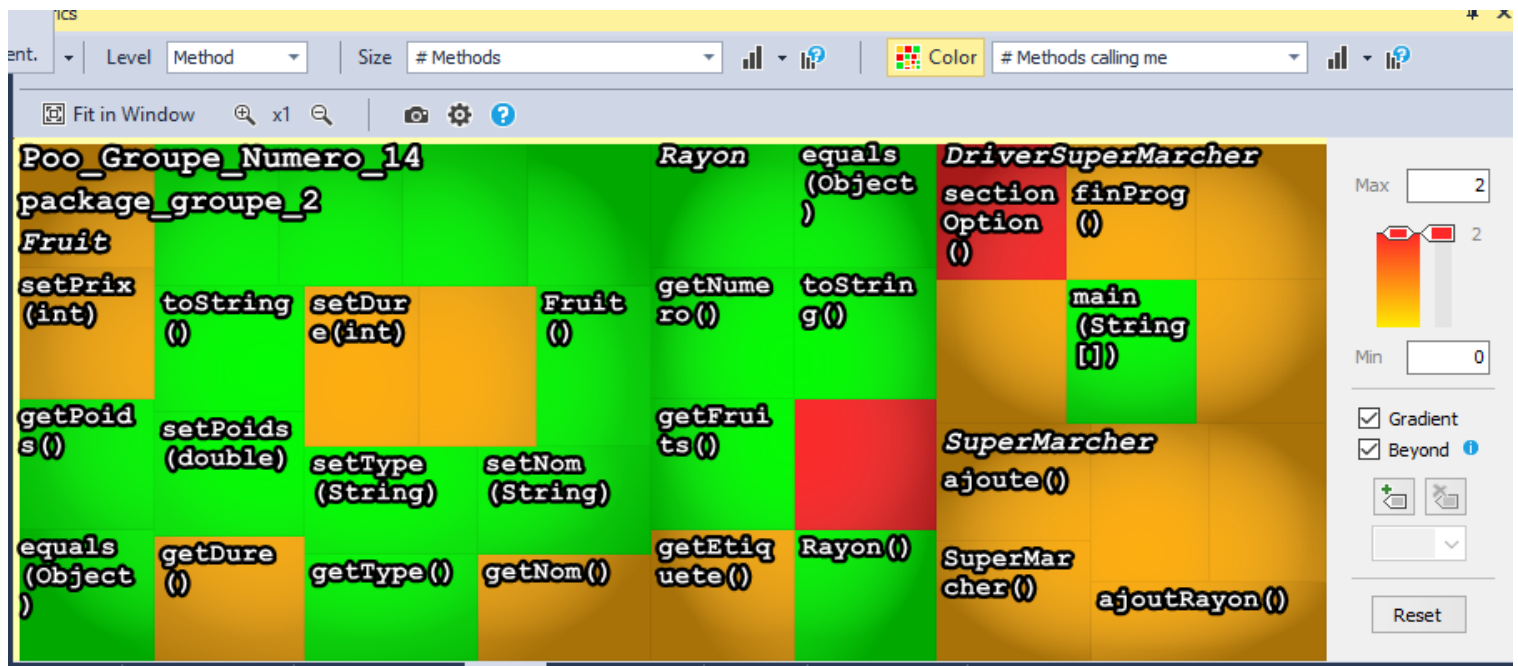 rics
ent. Level Method Size # Methods Color # Methods calling me
Fit in Window x1
Poo_Groupe_Numero_14
package_groupe_2
Fruit
setPrix
(int)
toString
()
setDur
e(int)
Fruit
()
getPoid
s()
setPoids
(double)
setType
(String)
setNom
(String)
equals
(Object
)
getDure
()
getType()
getNom()
Rayon
equals
(Object
)
getNume
ro()
toStrin
g()
getFrui
ts()
getEtiq
uete()
Rayon()
DriverSuperMarcher
section
Option
()
finProg
()
main
(String
[])
SuperMarcher
ajoute()
SuperMar
cher()
ajoutRayon()
Max 2
2
Min 0
Gradient
Beyond
Reset